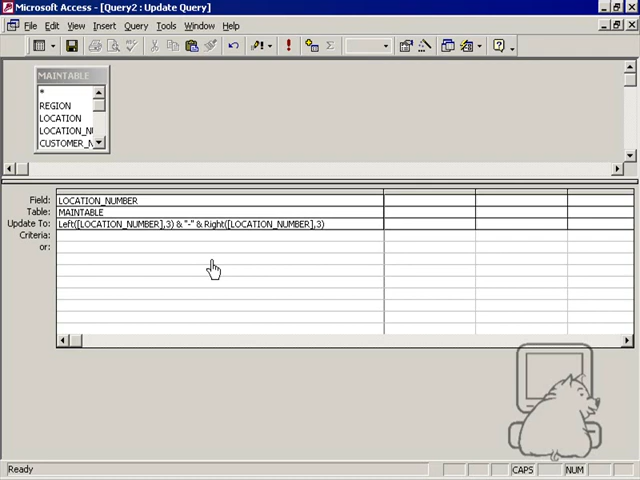 Microsoft Access - [Query2 : Update Query]
File Edit View Insert Query Tools Window Help
MAINTABLE
*
REGION
LOCATION
LOCATION_NU
CUSTOMER_N
Field: LOCATION_NUMBER
Table: MAINTABLE
Update To: Left([LOCATION_NUMBER],3) & "-" & Right([LOCATION_NUMBER],3)
Criteria:
or:
Ready CAPS NUM